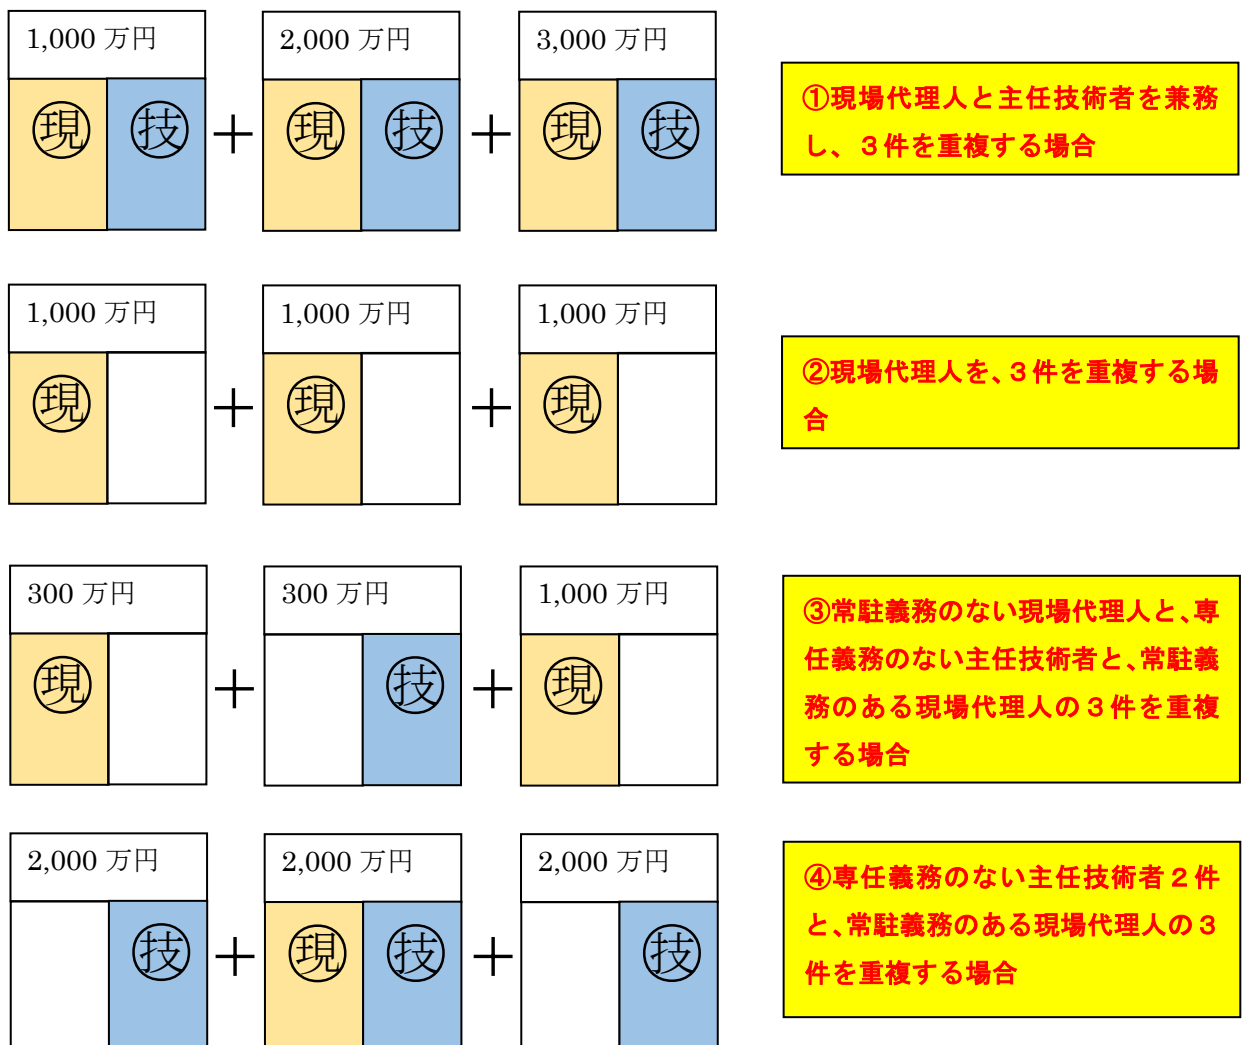 1,000 万円 2,000 万円 3,000 万円
現 技 + 現 技 + 現 技
①現場代理人と主任技術者を兼務
し、３件を重複する場合
1,000 万円 1,000 万円 1,000 万円
現 + 現 + 現
②現場代理人を、３件を重複する場
合
300 万円 300 万円 1,000 万円
現 + 技 + 現
③常駐義務のない現場代理人と、専
任義務のない主任技術者と、常駐義
務のある現場代理人の３件を重複
する場合
2,000 万円 2,000 万円 2,000 万円
技 + 現 技 + 技
④専任義務のない主任技術者２件
と、常駐義務のある現場代理人の３
件を重複する場合